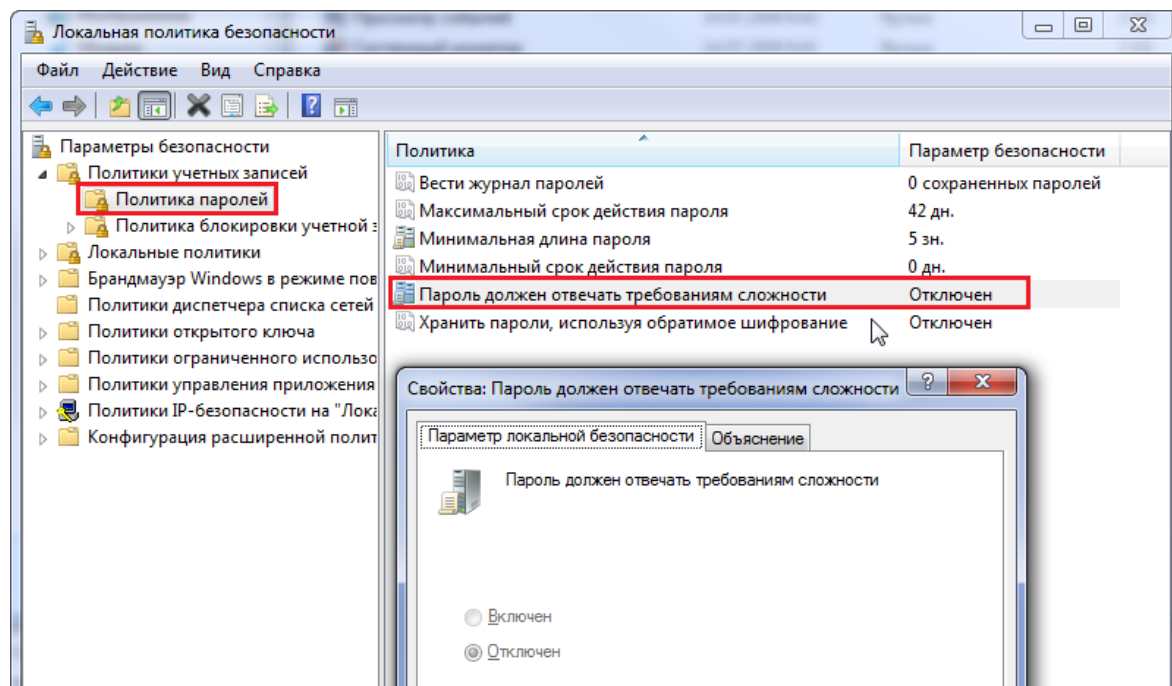 Локальная политика безопасности
Файл Действие Вид Справка
Параметры безопасности
Политики учетных записей
Политика паролей
Политика блокировки учетной
Локальные политики
Брандмауэр Windows в режиме пов
Политики диспетчера списка сетей
Политики открытого ключа
Политики ограниченного использо
Политики управления приложения
Политики IP-безопасности на "Лока
Конфигурация расширенной полит
Политика Параметр безопасности
Вести журнал паролей 0 сохраненных паролей
Максимальный срок действия пароля 42 дн.
Минимальная длина пароля 5 зн.
Минимальный срок действия пароля 0 дн.
Пароль должен отвечать требованиям сложности Отключен
Хранить пароли, используя обратимое шифрование Отключен
Свойства: Пароль должен отвечать требованиям сложности
Параметр локальной безопасности Объяснение
Пароль должен отвечать требованиям сложности
Включен
Отключен